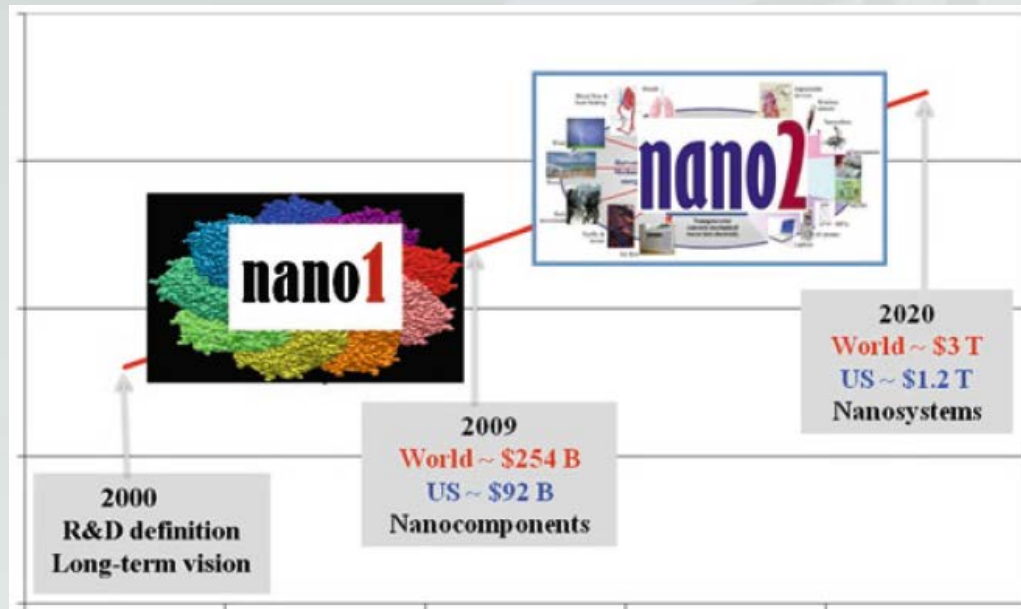 nano1
nano2
2000
R&D definition
Long-term vision
2009
World ~ $254 B
US ~ $92 B
Nanocomponents
2020
World ~ $3 T
US ~ $1.2 T
Nanosystems